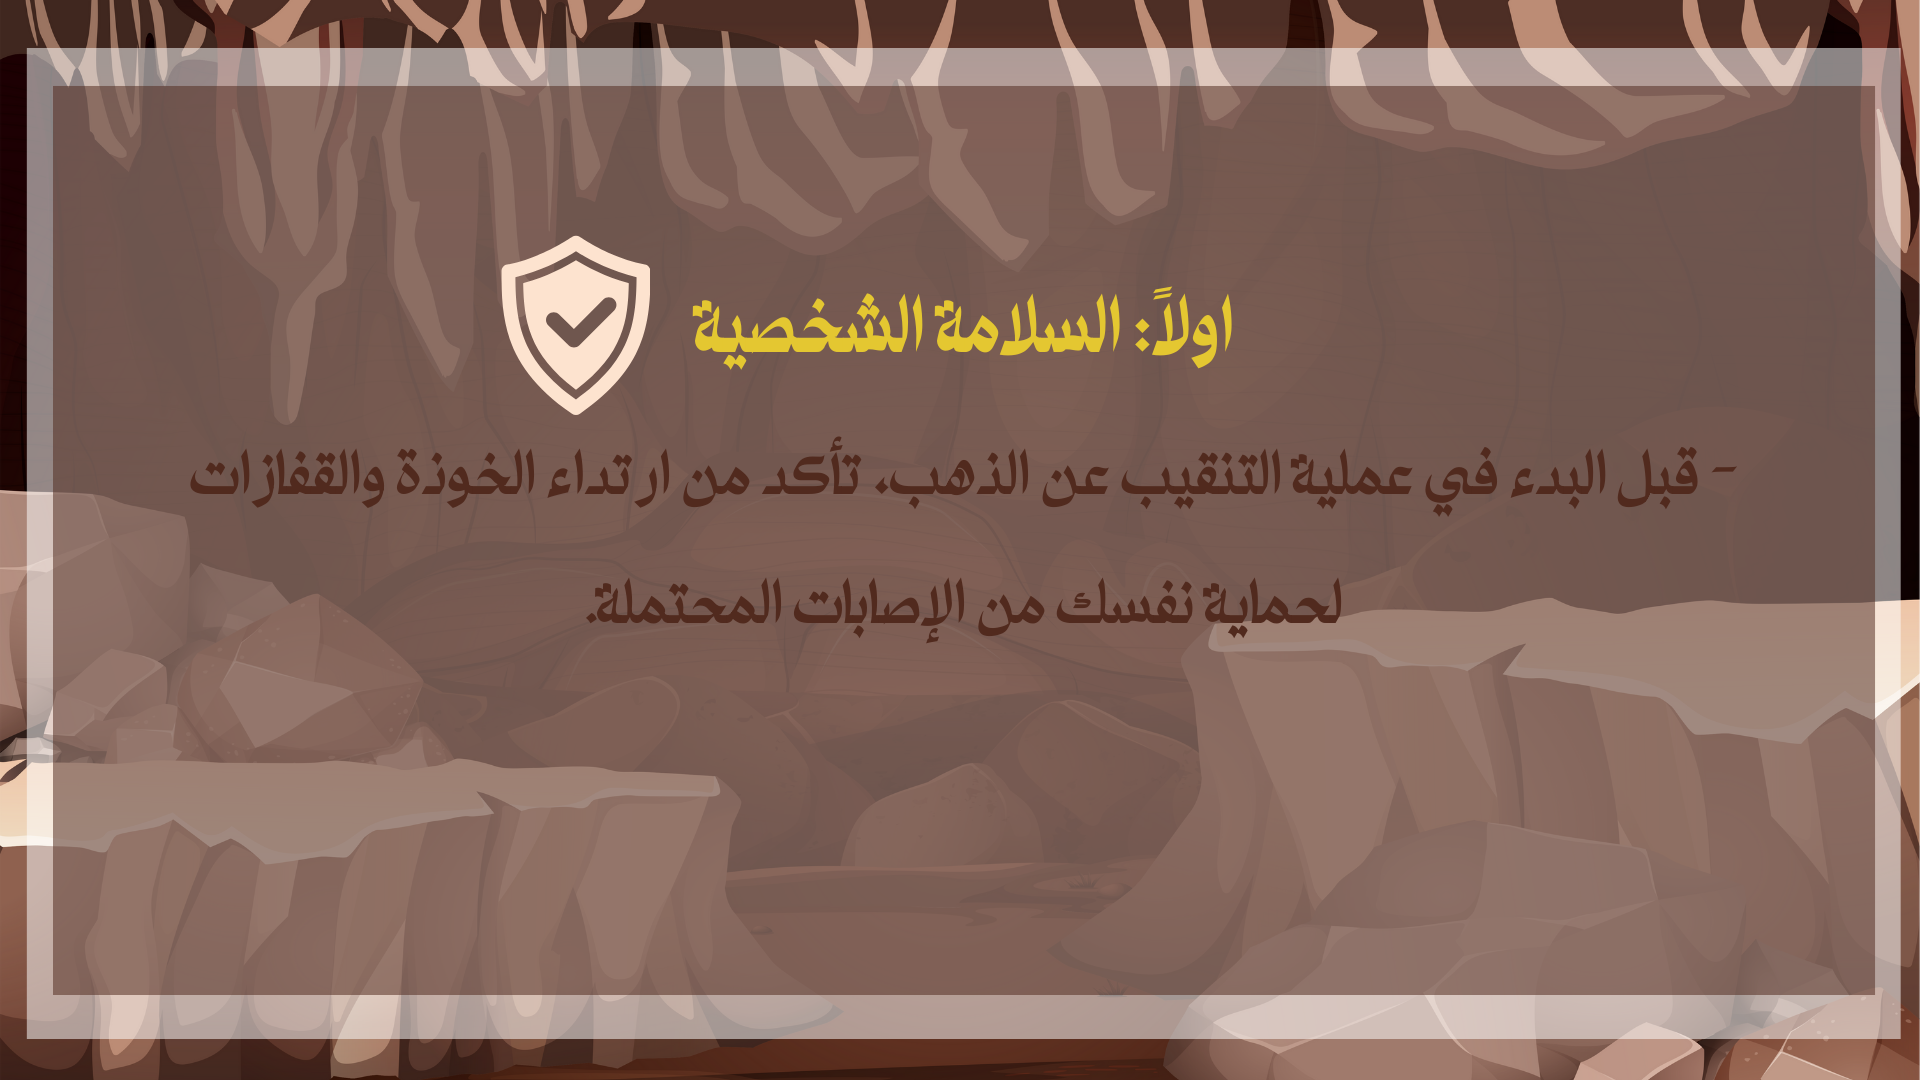 اولاً: السلامة الشخصية
- قبل البدء في عملية التنقيب عن الذهب، تأكد من ارتداء الخوذة والقفازات
لحماية نفسك من الإصابات المحتملة.